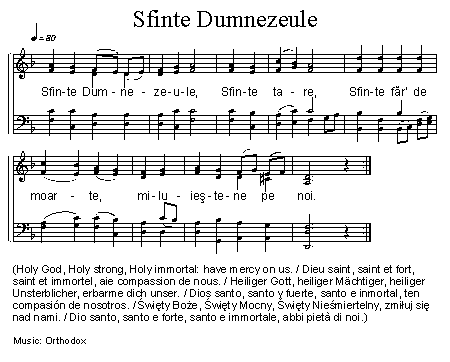 Sfinte Dumnezeule
♩ = 80
Sfin-te Dum - ne - ze-u-le, Sfin-te ta - re, Sfin-te făr' de
moar - te, mi - lu - ieş-te-ne pe noi.
(Holy God, Holy strong, Holy immortal: have mercy on us. / Dieu saint, saint et fort,
saint et immortel, aie compassion de nous. / Heiliger Gott, heiliger Mächtiger, heiliger
Unsterblicher, erbarme dich unser. / Dios santo, santo y fuerte, santo e inmortal, ten
compasión de nosotros. / Święty Boże, Święty Mocny, Święty Nieśmiertelny, zmiłuj się
nad nami. / Dio santo, santo e forte, santo e immortale, abbi pietà di noi.)
Music: Orthodox